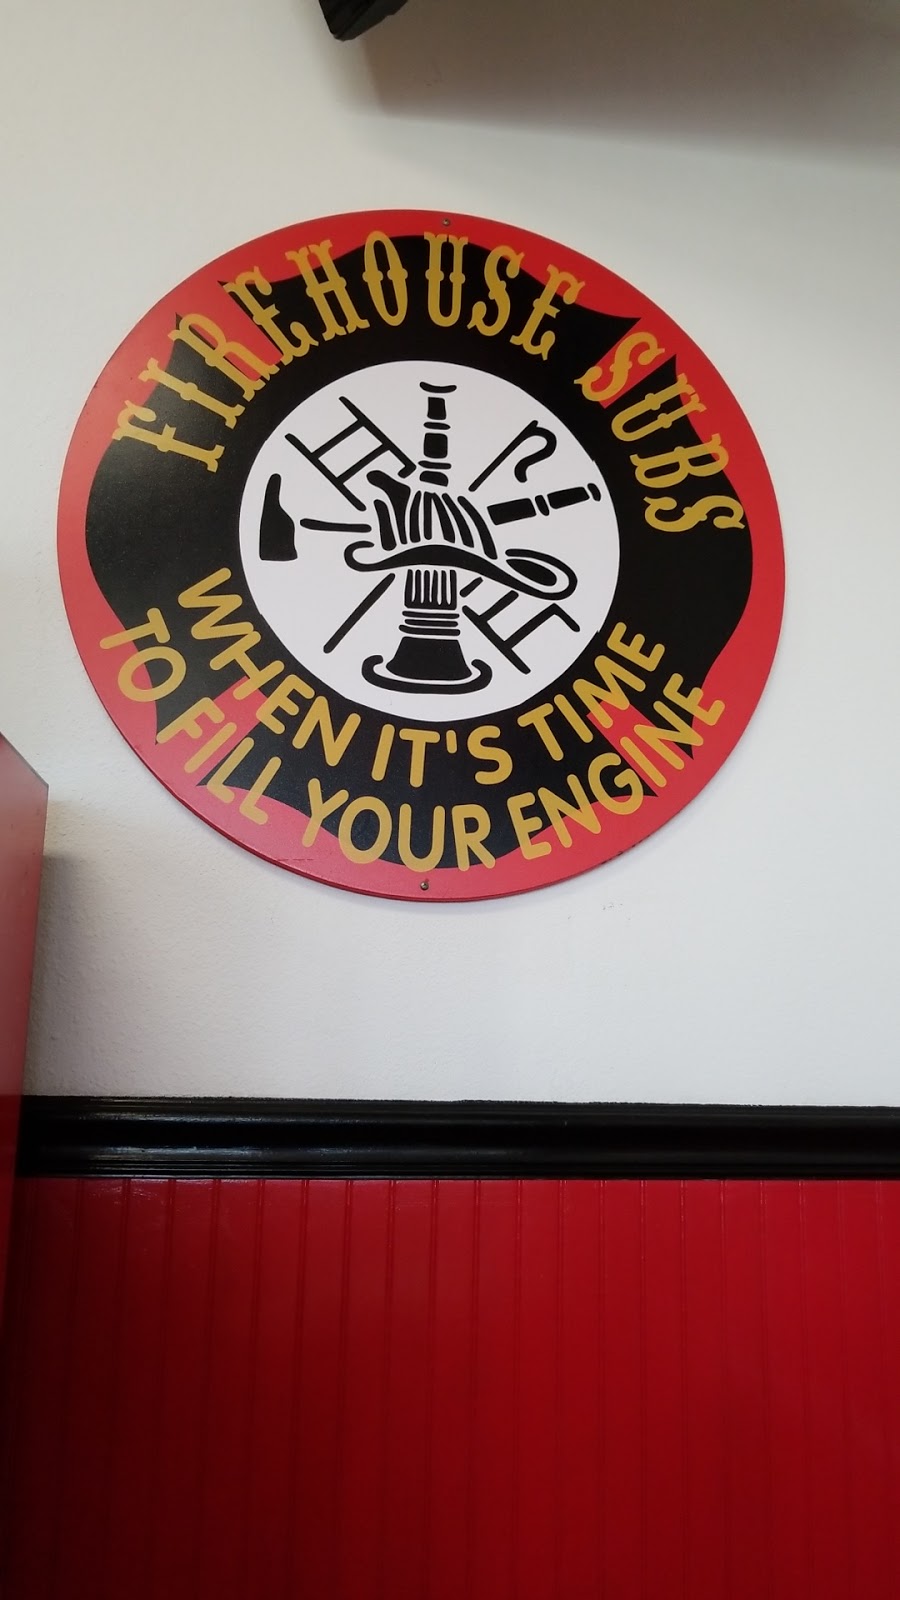 FIREHOUSE SUBS
WHEN IT'S TIME
TO FILL YOUR ENGINE